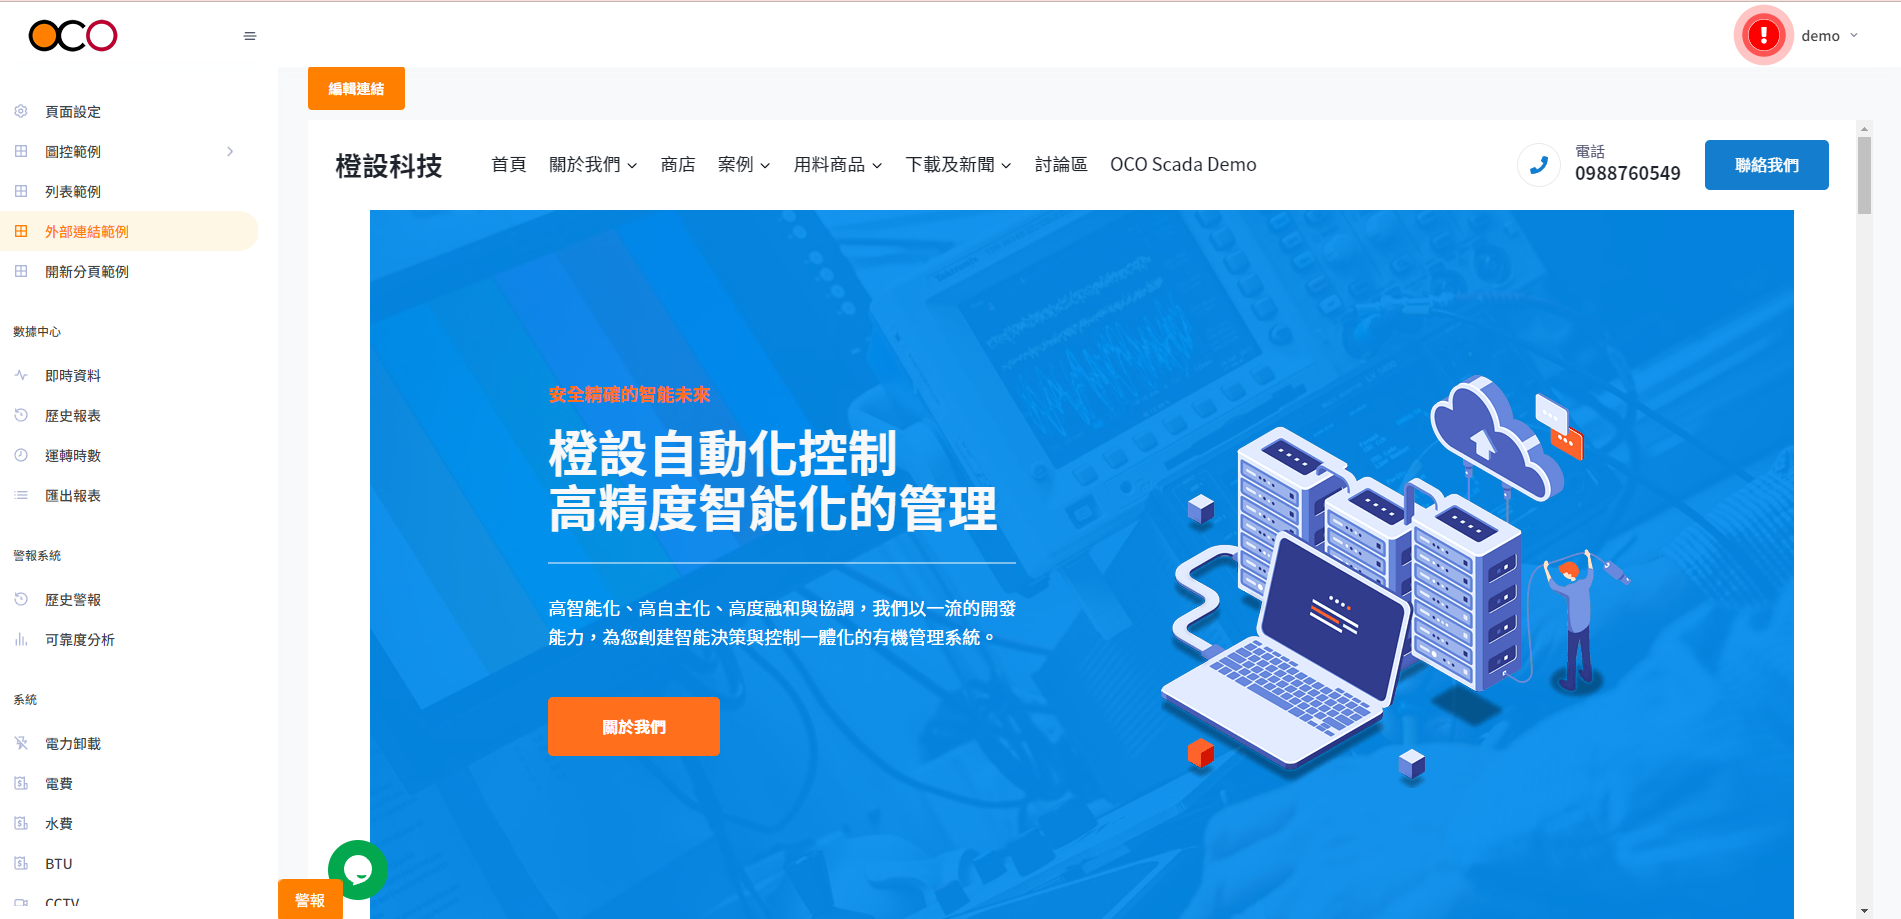 OCO
demo
頁面設定
圖控範例
列表範例
外部連結範例
開新分頁範例
數據中心
即時資料
歷史報表
運轉時數
匯出報表
警報系統
歷史警報
可靠度分析
系統
電力卸載
電費
水費
BTU
CCTV
編輯連結
橙設科技
首頁 關於我們 商店 案例 用料商品 下載及新聞 討論區 OCO Scada Demo
電話
0988760549
聯絡我們
安全精確的智能未來
橙設自動化控制
高精度智能化的管理
高智能化、高自主化、高度融和與協調，我們以一流的開發
能力，為您創建智能決策與控制一體化的有機管理系統。
關於我們
警報